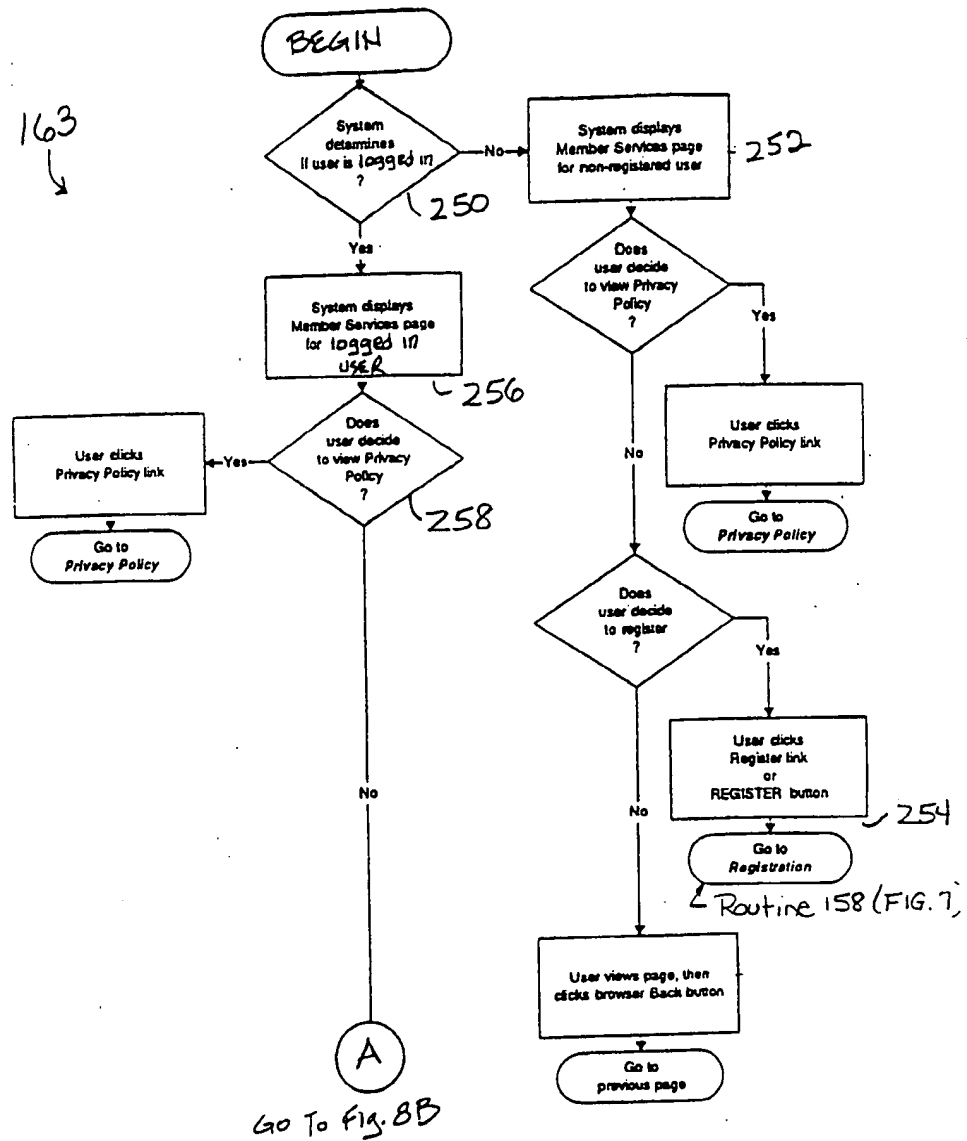 BEGIN
163
System
determines
if user is logged in
?
250
No
System displays
Member Services page
for non-registered user
252
Yes
Does
user decide
to view Privacy
Policy
?
Yes
System displays
Member Services page
for logged in
USER
256
User clicks
Privacy Policy link
Go to
Privacy Policy
No
Does
user decide
to view Privacy
Policy
?
Yes
258
User clicks
Privacy Policy link
Go to
Privacy Policy
Does
user decide
to register
?
Yes
No
User clicks
Register link
or
REGISTER button
254
Go to
Registration
Routine 158 (FIG. 7)
No
User views page, then
clicks browser Back button
Go to
previous page
A
GO TO Fig. 8B